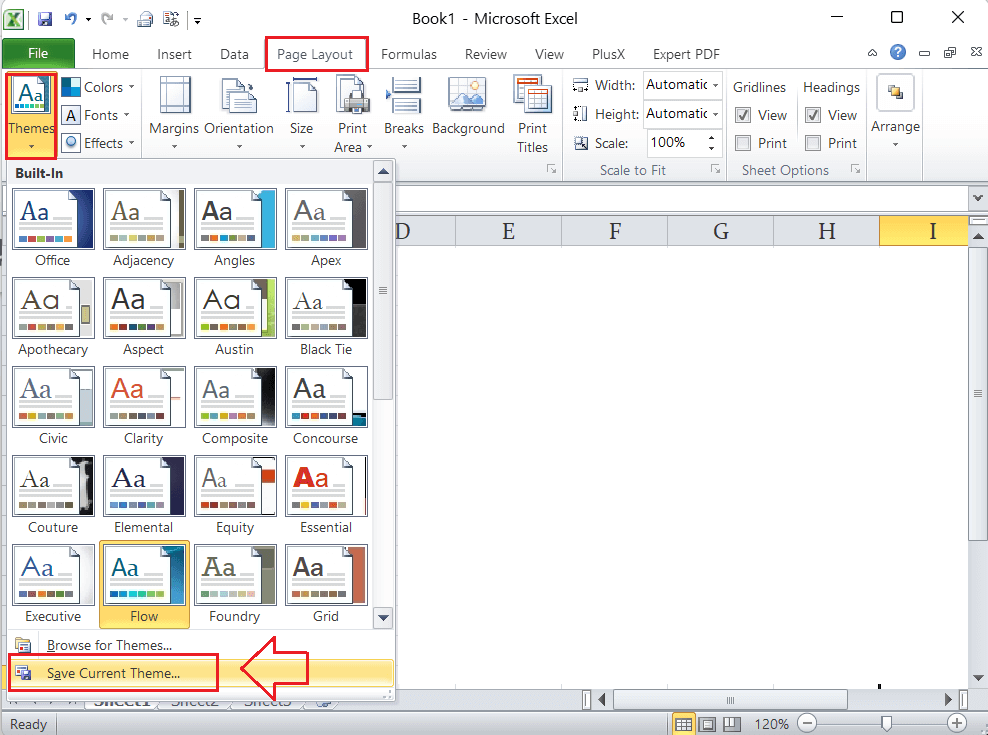 Book1 - Microsoft Excel
File Home Insert Data Page Layout Formulas Review View PlusX Expert PDF
Aa Colors
Fonts
Effects
Themes
Margins Orientation Size Print Area Breaks Background Print Titles
Width: Automatic
Height: Automatic
Scale: 100%
Scale to Fit
Gridlines Headings
View View
Print Print
Sheet Options
Arrange
Built-In
Aa Aa Aa Aa
Office Adjacency Angles Apex
Aa Aa Aa Aa
Apothecary Aspect Austin Black Tie
Aa Aa Aa Aa
Civic Clarity Composite Concourse
Aa Aa Aa Aa
Couture Elemental Equity Essential
Aa Aa Aa Aa
Executive Flow Foundry Grid
Browse for Themes...
Save Current Theme...
D E F G H I
Sheet1 Sheet2 Sheet3
Ready 120%